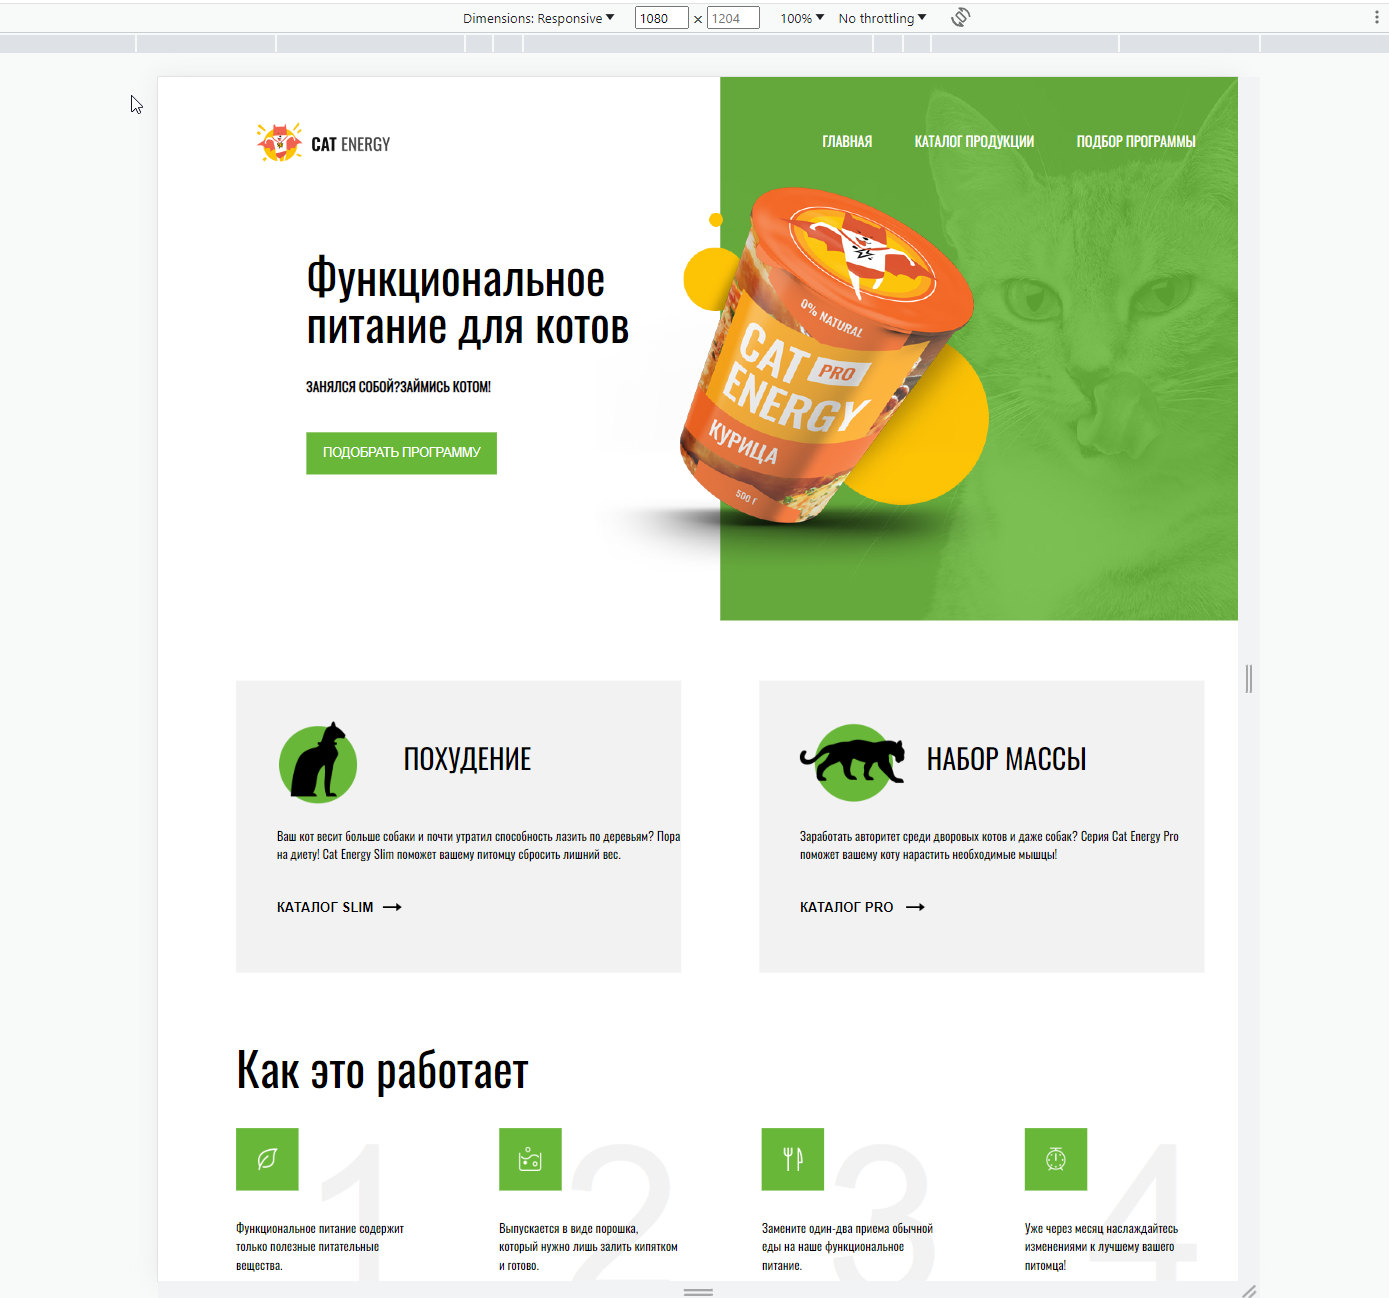 Dimensions: Responsive 1080 × 1204 100% No throttling
CAT ENERGY
ГЛАВНАЯ КАТАЛОГ ПРОДУКЦИИ ПОДБОР ПРОГРАММЫ
Функциональное
питание для котов
ЗАНЯЛСЯ СОБОЙ?ЗАЙМИСЬ КОТОМ!
ПОДОБРАТЬ ПРОГРАММУ
0% NATURAL
CAT PRO
ENERGY
КУРИЦА
500 Г
ПОХУДЕНИЕ
Ваш кот весит больше собаки и почти утратил способность лазить по деревьям? Пора
на диету! Cat Energy Slim поможет вашему питомцу сбросить лишний вес.
КАТАЛОГ SLIM
НАБОР МАССЫ
Заработать авторитет среди дворовых котов и даже собак? Серия Cat Energy Pro
поможет вашему коту нарастить необходимые мышцы!
КАТАЛОГ PRO
Как это работает
1
Функциональное питание содержит
только полезные питательные
вещества.
2
Выпускается в виде порошка,
который нужно лишь залить кипятком
и готово.
3
Замените один-два приема обычной
еды на наше функциональное
питание.
4
Уже через месяц наслаждайтесь
изменениями к лучшему вашего
питомца!